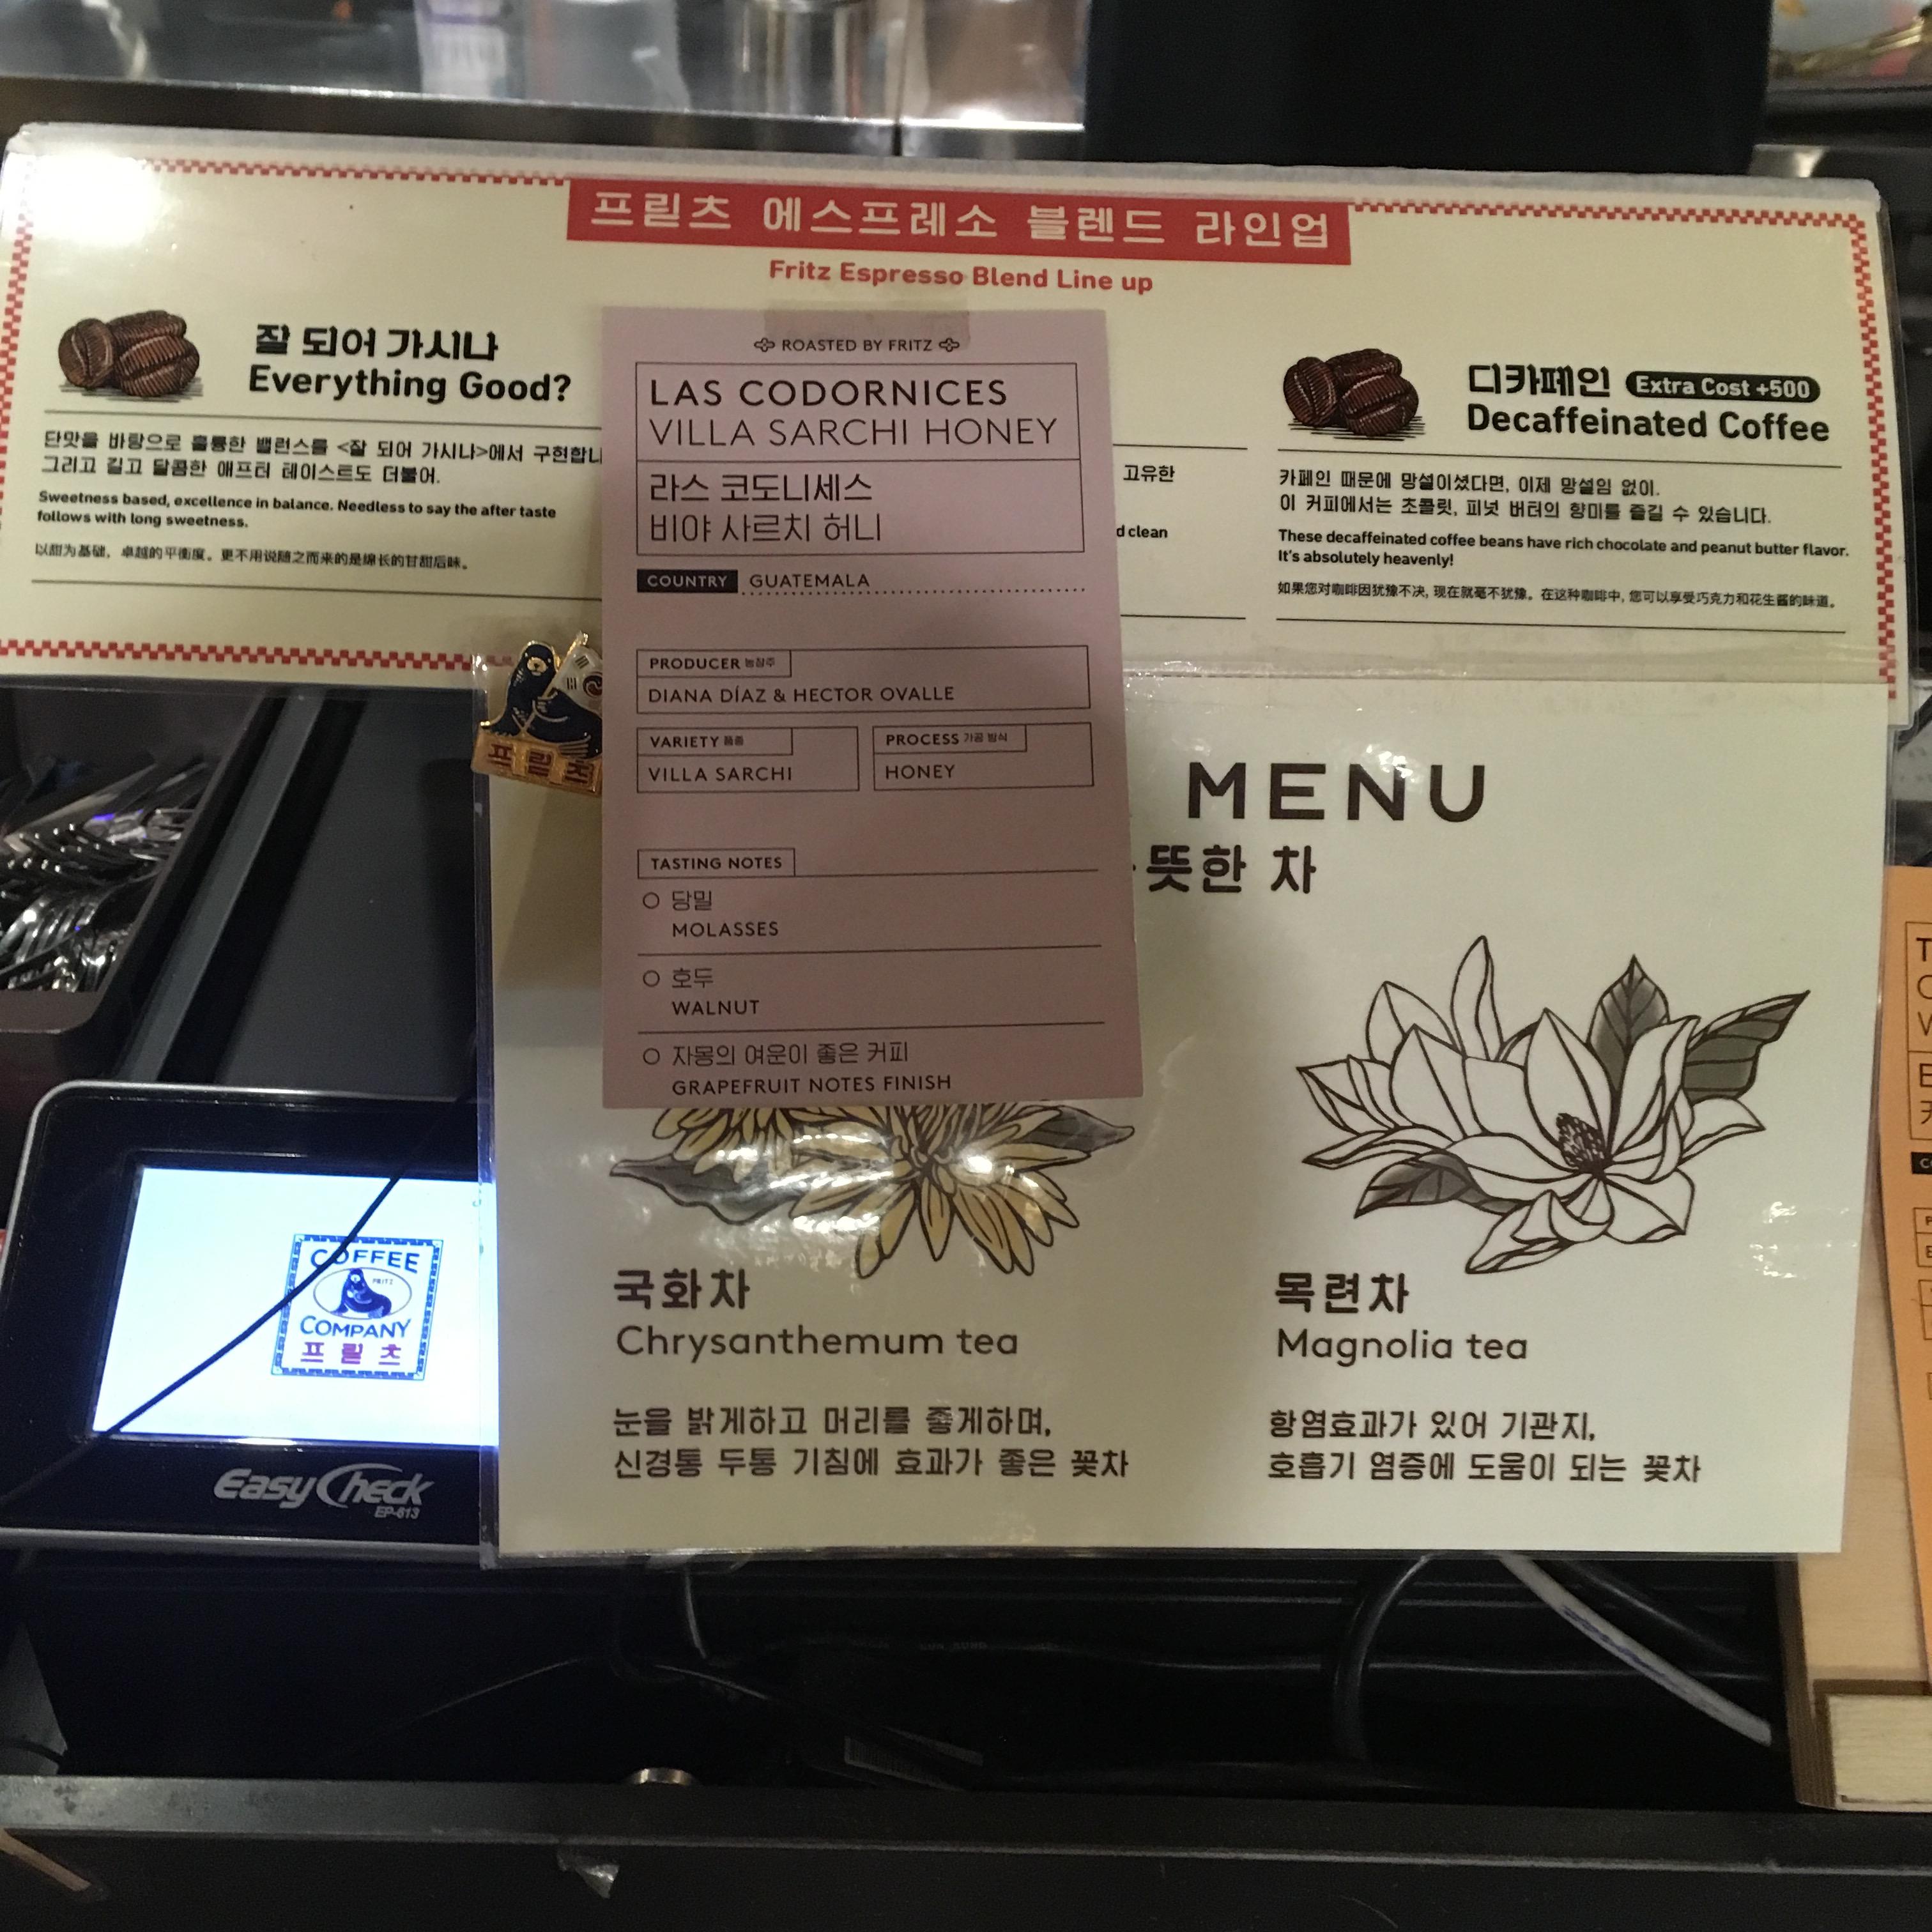 프릳츠 에스프레소 블렌드 라인업
Fritz Espresso Blend Line up
잘 되어 가시나
Everything Good?
단맛을 바탕으로 훌륭한 밸런스를 <잘 되어 가시나>에서 구현합니
그리고 길고 달콤한 애프터 테이스트도 더불어.
Sweetness based, excellence in balance. Needless to say the after taste
follows with long sweetness.
以甜为基础，卓越的平衡度。更不用说随之而来的是绵长的甘甜后味。
고유한
d clean
디카페인 Extra Cost +500
Decaffeinated Coffee
카페인 때문에 망설이셨다면, 이제 망설임 없이.
이 커피에서는 초콜릿, 피넛 버터의 향미를 즐길 수 있습니다.
These decaffeinated coffee beans have rich chocolate and peanut butter flavor.
It's absolutely heavenly!
如果您对咖啡因犹豫不决, 现在就毫不犹豫。在这种咖啡中, 您可以享受巧克力和花生酱的味道。
ROASTED BY FRITZ
LAS CODORNICES
VILLA SARCHI HONEY
라스 코도니세스
비야 사르치 허니
COUNTRY GUATEMALA
PRODUCER 농장주
DIANA DÍAZ & HECTOR OVALLE
VARIETY 품종
VILLA SARCHI
PROCESS 가공 방식
HONEY
TASTING NOTES
당밀
MOLASSES
호두
WALNUT
자몽의 여운이 좋은 커피
GRAPEFRUIT NOTES FINISH
프릳츠
MENU
뜻한 차
국화차
Chrysanthemum tea
눈을 밝게하고 머리를 좋게하며,
신경통 두통 기침에 효과가 좋은 꽃차
목련차
Magnolia tea
항염효과가 있어 기관지,
호흡기 염증에 도움이 되는 꽃차
COFFEE
FRITZ
COMPANY
프릳츠
EasyCheck
EP-613